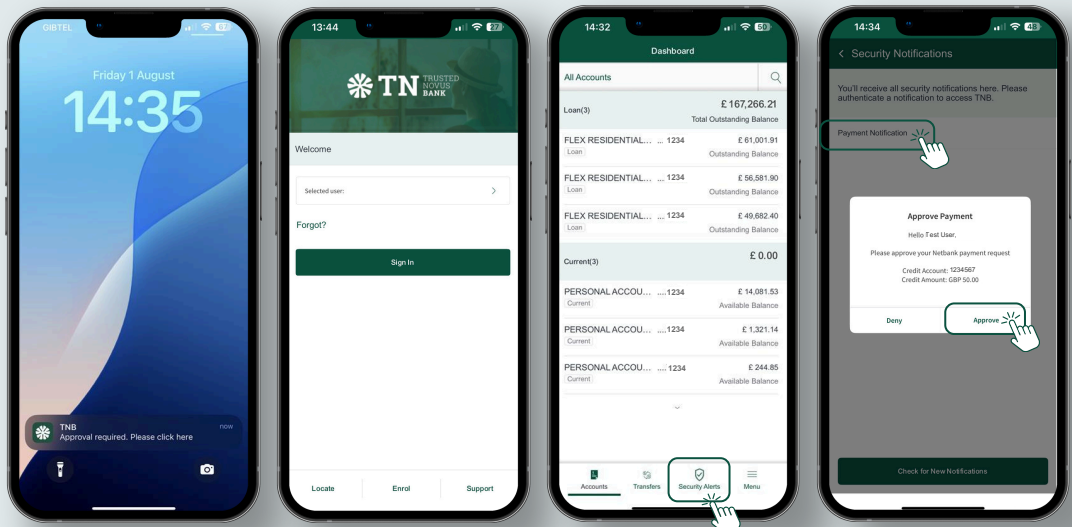 GIBTEL
67
Friday 1 August
14:35
TNB
now
Approval required. Please click here
13:44
27
TN TRUSTED NOVUS BANK
Welcome
Selected user:
Forgot?
Sign In
Locate
Enrol
Support
14:32
50
Dashboard
All Accounts
Loan(3)
£ 167,266.21
Total Outstanding Balance
FLEX RESIDENTIAL... ... 1234
£ 61,001.91
Loan
Outstanding Balance
FLEX RESIDENTIAL... ... 1234
£ 56,581.90
Loan
Outstanding Balance
FLEX RESIDENTIAL... ... 1234
£ 49,682.40
Loan
Outstanding Balance
Current(3)
£ 0.00
PERSONAL ACCOU... ....1234
£ 14,081.53
Current
Available Balance
PERSONAL ACCOU... ....1234
£ 1,321.14
Current
Available Balance
PERSONAL ACCOU... .... 1234
£ 244.85
Current
Available Balance
Accounts
Transfers
Security Alerts
Menu
14:34
48
< Security Notifications
You'll receive all security notifications here. Please
authenticate a notification to access TNB.
Payment Notification
Approve Payment
Hello Test User,
Please approve your Netbank payment request
Credit Account: 1234567
Credit Amount: GBP 50.00
Deny
Approve
Check for New Notifications